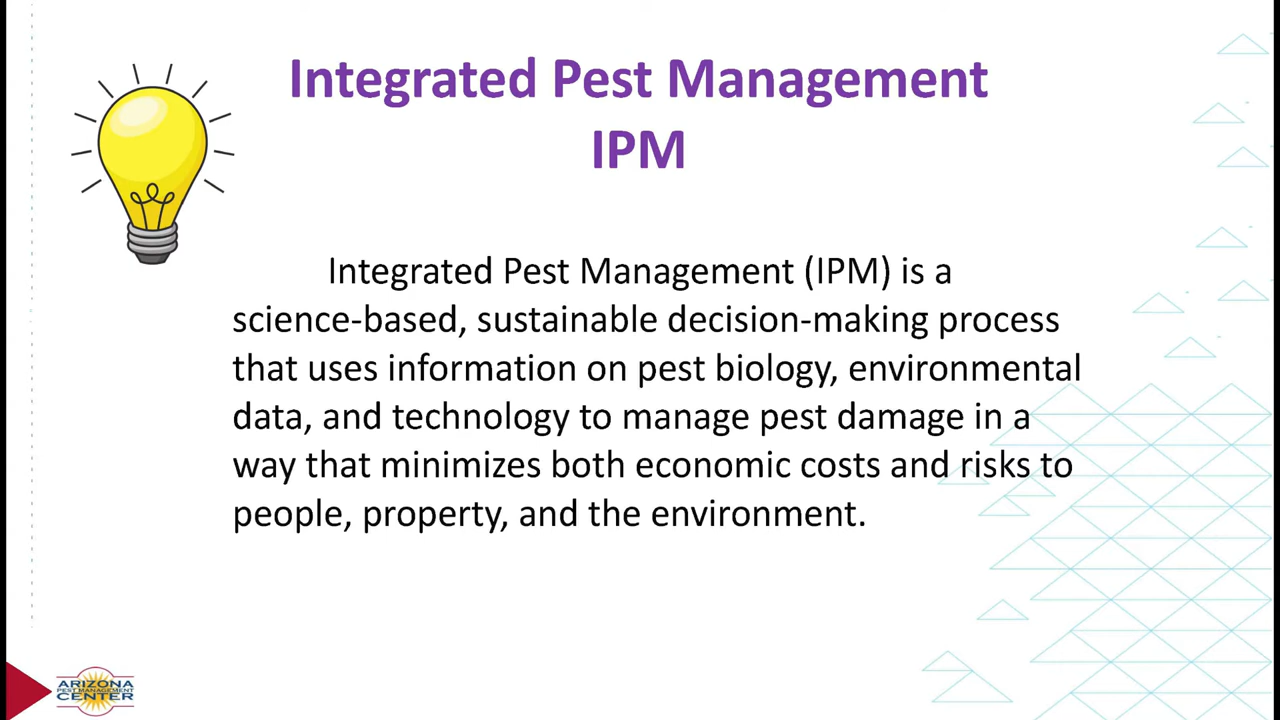 Integrated Pest Management
IPM
Integrated Pest Management (IPM) is a
science-based, sustainable decision-making process
that uses information on pest biology, environmental
data, and technology to manage pest damage in a
way that minimizes both economic costs and risks to
people, property, and the environment.
ARIZONA
PEST MANAGEMENT
CENTER